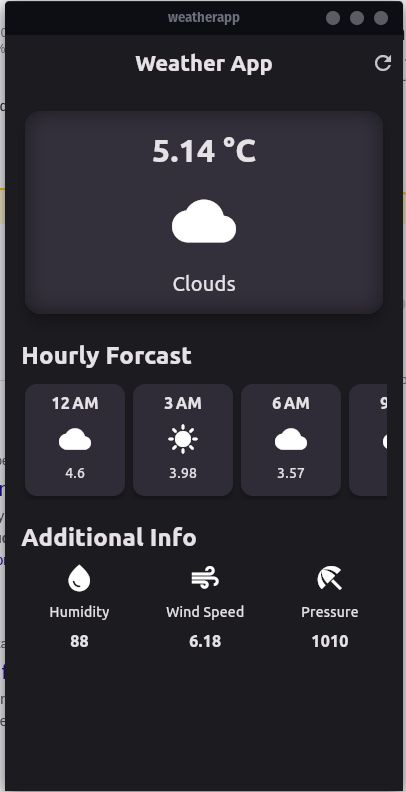 weatherapp
Weather App
5.14 °C
Clouds
Hourly Forcast
12 AM 3 AM 6 AM 9
4.6 3.98 3.57
Additional Info
Humidity Wind Speed Pressure
88 6.18 1010